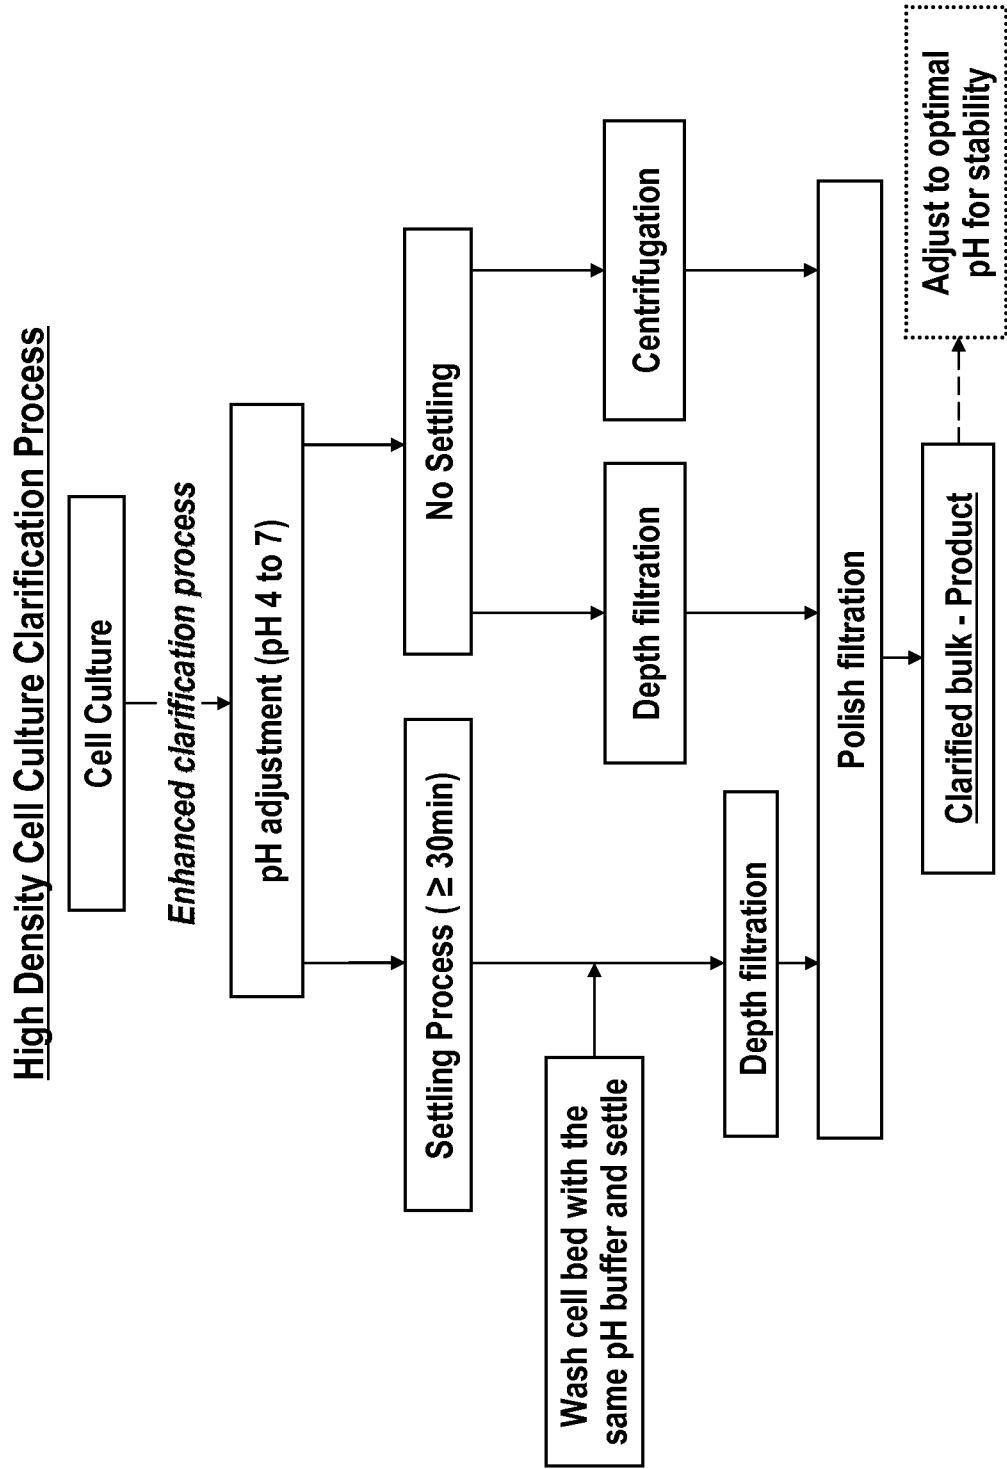 High Density Cell Culture Clarification Process
Cell Culture
Enhanced clarification process
pH adjustment (pH 4 to 7)
Settling Process ( ≥ 30min)
No Settling
Wash cell bed with the
same pH buffer and settle
Depth filtration
Centrifugation
Depth filtration
Polish filtration
Clarified bulk - Product
Adjust to optimal
pH for stability